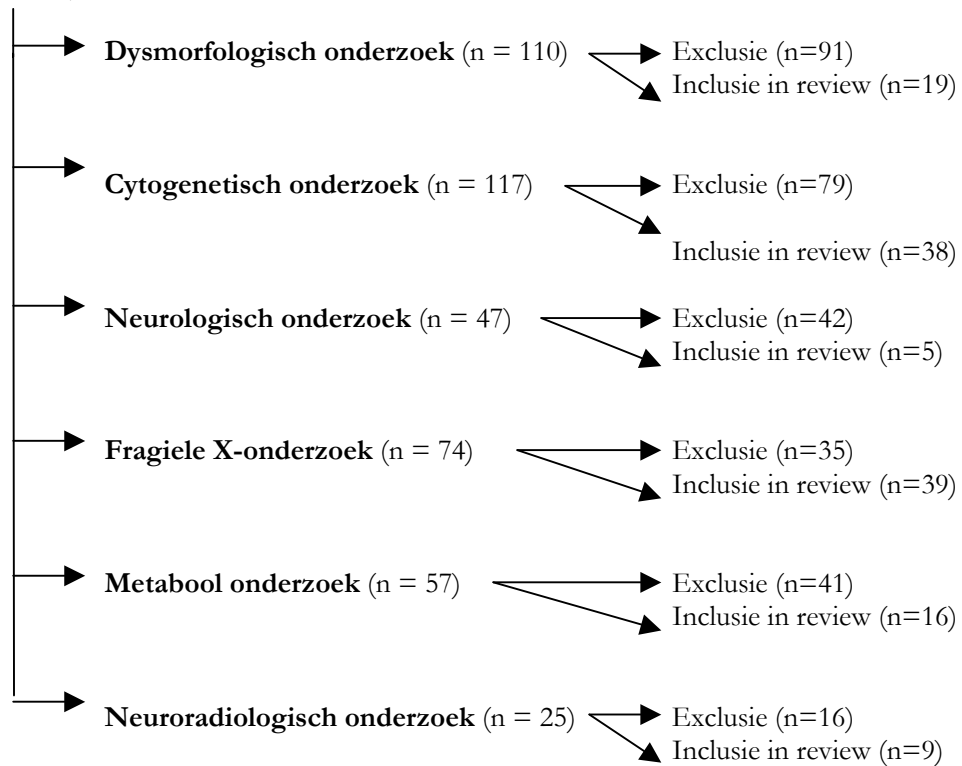 Dysmorfologisch onderzoek (n = 110) Exclusie (n=91)
Inclusie in review (n=19)
Cytogenetisch onderzoek (n = 117) Exclusie (n=79)
Inclusie in review (n=38)
Neurologisch onderzoek (n = 47) Exclusie (n=42)
Inclusie in review (n=5)
Fragiele X-onderzoek (n = 74) Exclusie (n=35)
Inclusie in review (n=39)
Metabool onderzoek (n = 57) Exclusie (n=41)
Inclusie in review (n=16)
Neuroradiologisch onderzoek (n = 25) Exclusie (n=16)
Inclusie in review (n=9)